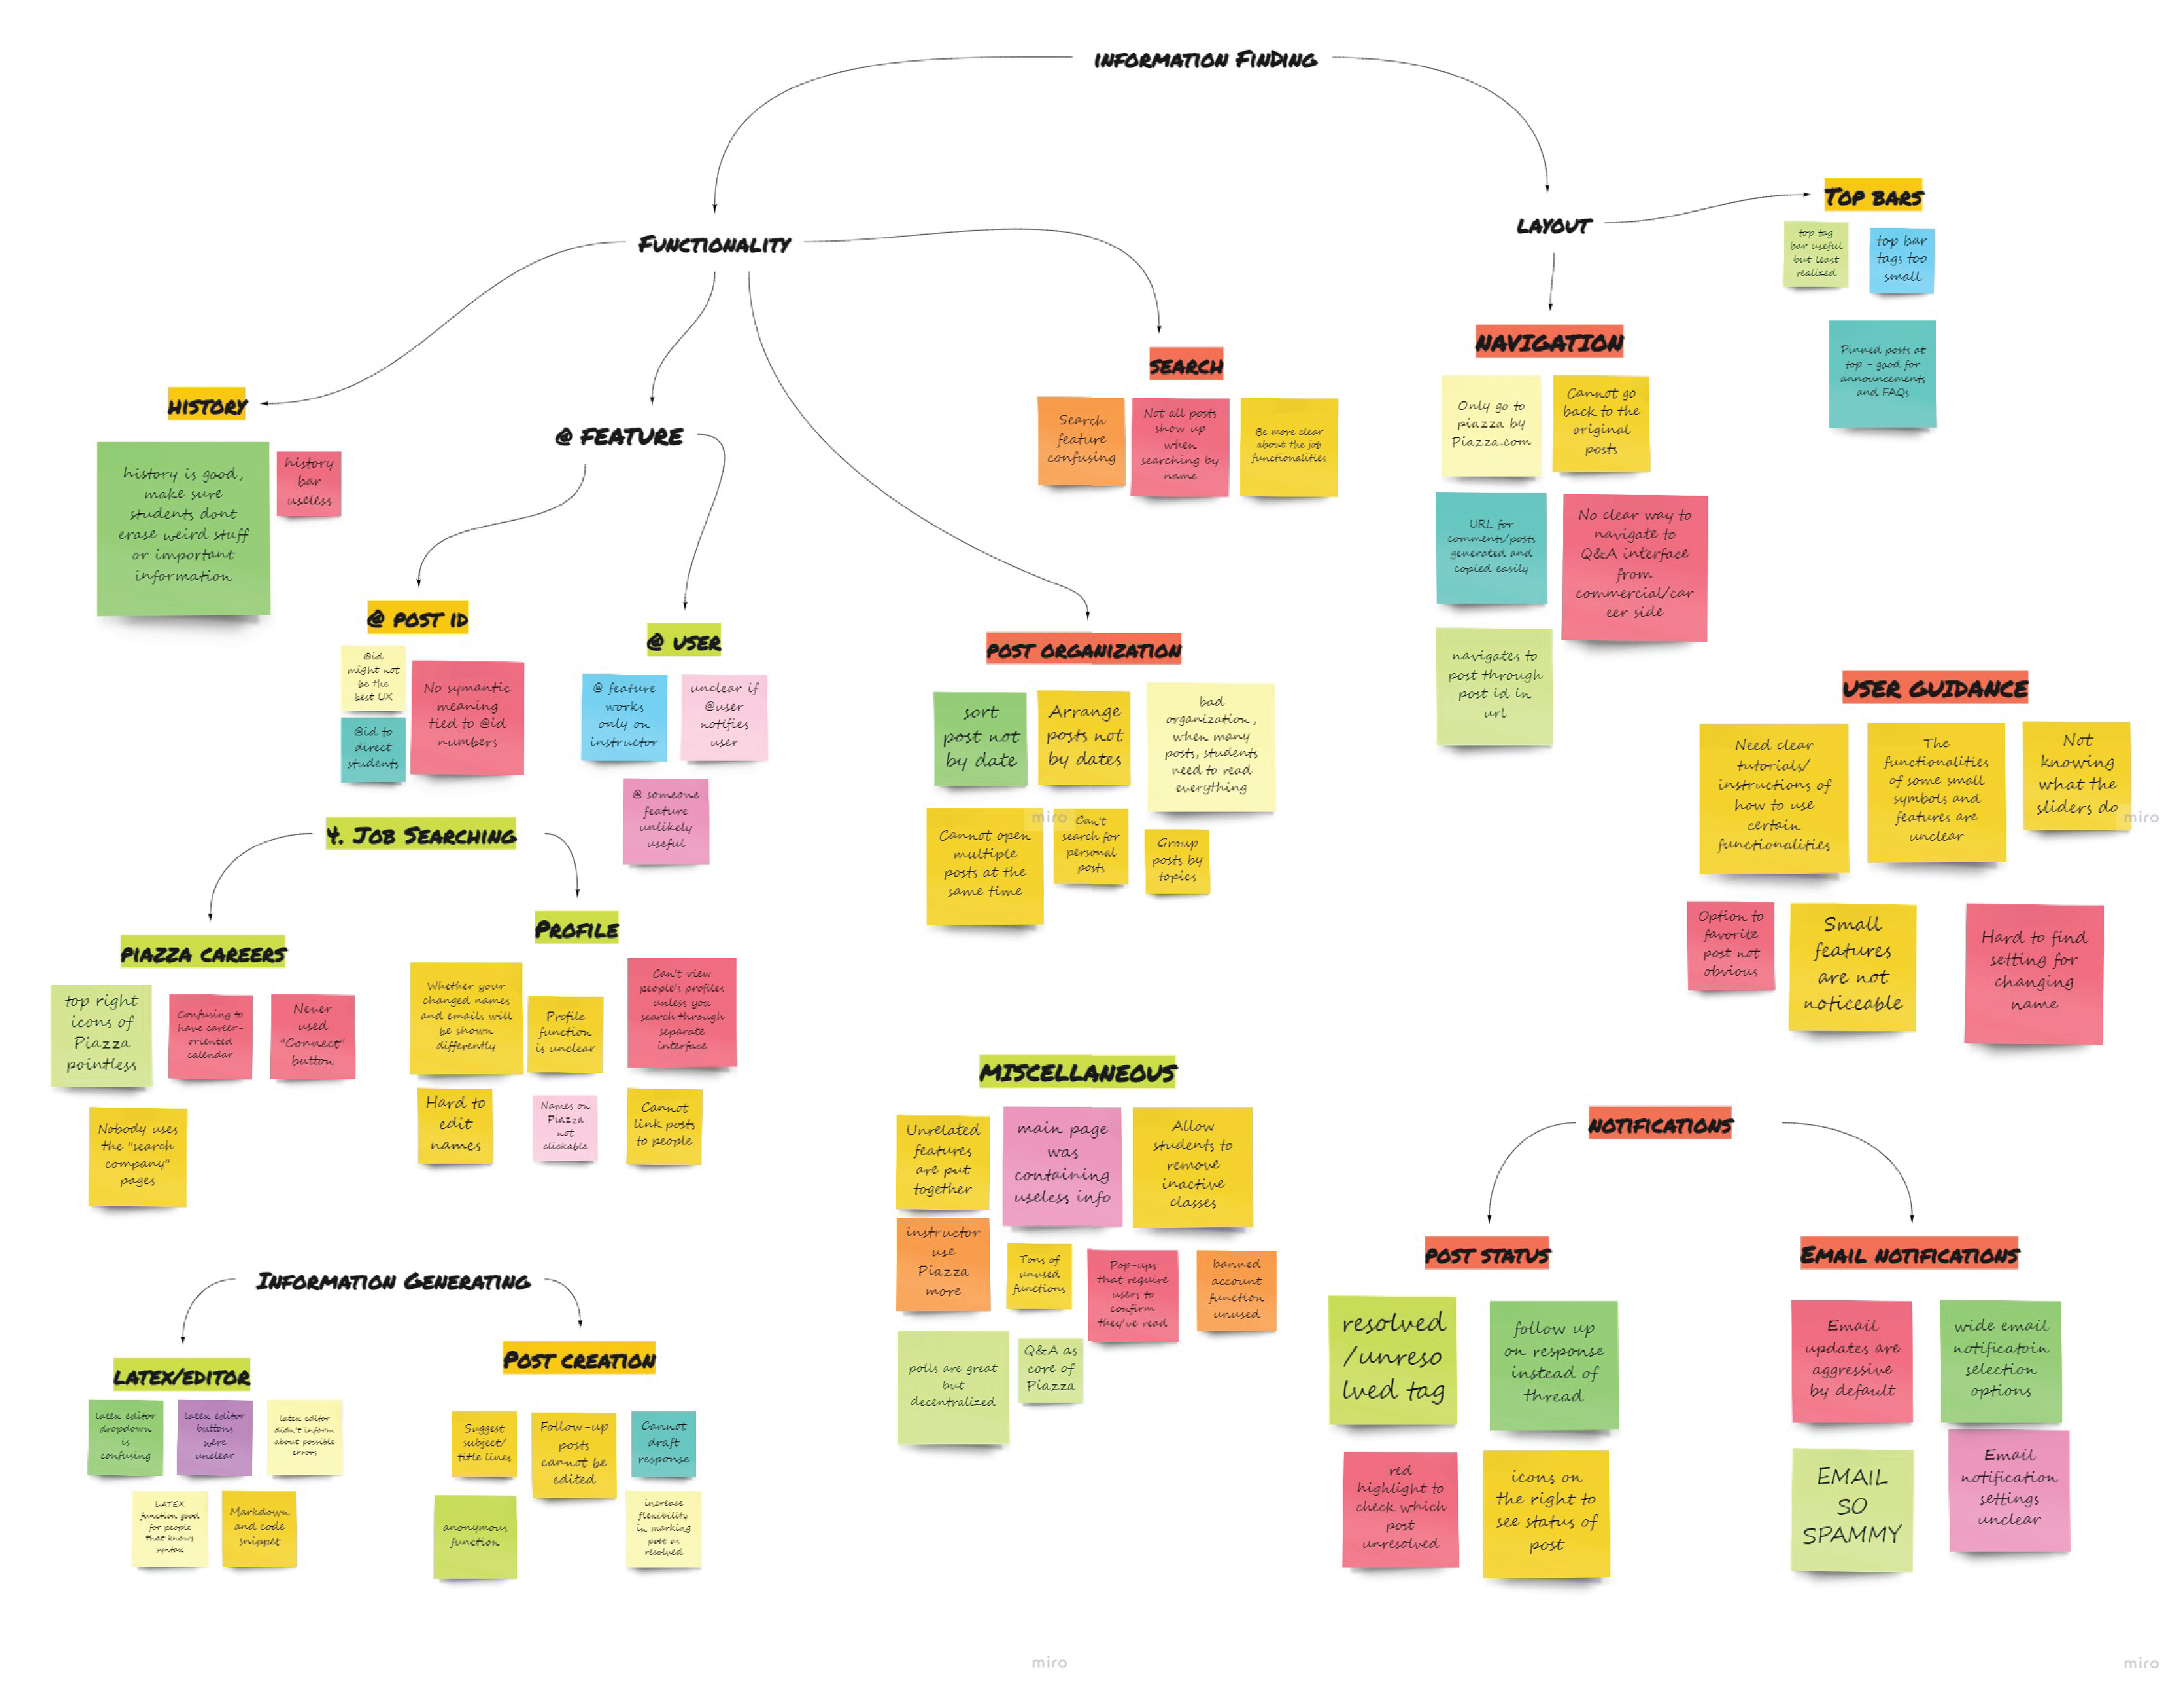 INFORMATION FINDING
FUNCTIONALITY
LAYOUT
TOP BARS
top tag
bar useful
but least
realized
top bar
tags too
small
Pinned posts at
top - good for
announcements
and FAQs
HISTORY
history is good,
make sure
students dont
erase weird stuff
or important
information
history
bar
useless
@ FEATURE
@ POST ID
@id
might not
be the
best UX
No symantic
meaning
tied to @id
numbers
@id to
direct
students
@ USER
@ feature
works
only on
instructor
unclear if
@user
notifies
user
@ someone
feature
unlikely
useful
SEARCH
Search
feature
confusing
Not all posts
show up
when
searching by
name
Be more clear
about the job
functionalities
POST ORGANIZATION
sort
post not
by date
Arrange
posts not
by dates
bad
organization,
when many
posts, students
need to read
everything
Cannot open
multiple
posts at the
same time
Can't
search for
personal
posts
Group
posts by
topics
NAVIGATION
Only go to
piazza by
Piazza.com
Cannot go
back to the
original
posts
URL for
comments/posts
generated and
copied easily
No clear way to
navigate to
Q&A interface
from
commercial/car
eer side
navigates to
post through
post id in
url
USER GUIDANCE
Need clear
tutorials/
instructions of
how to use
certain
functionalities
The
functionalities
of some small
symbols and
features are
unclear
Not
knowing
what the
sliders do
Option to
favorite
post not
obvious
Small
features
are not
noticeable
Hard to find
setting for
changing
name
4. JOB SEARCHING
PIAZZA CAREERS
top right
icons of
Piazza
pointless
Confusing to
have career-
oriented
calendar
Never
used
"Connect"
button
Nobody uses
the "search
company"
pages
PROFILE
Whether your
changed names
and emails will
be shown
differently
Profile
function
is unclear
Can't view
people's profiles
unless you
search through
separate
interface
Hard to
edit
names
Names on
Piazza
not
clickable
Cannot
link posts
to people
MISCELLANEOUS
Unrelated
features
are put
together
main page
was
containing
useless info
Allow
students to
remove
inactive
classes
instructor
use
Piazza
more
Tons of
unused
functions
Pop-ups
that require
users to
confirm
they've read
banned
account
function
unused
polls are great
but
decentralized
Q&A as
core of
Piazza
INFORMATION GENERATING
LATEX/EDITOR
latex editor
dropdown
is
confusing
latex editor
buttons
were
unclear
latex editor
didn't inform
about possible
errors
LATEX
function good
for people
that knows
syntax
Markdown
and code
snippet
POST CREATION
Suggest
subject/
title lines
Follow-up
posts
cannot be
edited
Cannot
draft
response
anonymous
function
increase
flexibility
in marking
post as
resolved
NOTIFICATIONS
POST STATUS
resolved
/unreso
lved tag
follow up
on response
instead of
thread
red
highlight to
check which
post
unresolved
icons on
the right to
see status of
post
EMAIL NOTIFICATIONS
Email
updates are
aggressive
by default
wide email
notificatoin
selection
options
EMAIL
SO
SPAMMY
Email
notification
settings
unclear
miro
miro
miro
miro